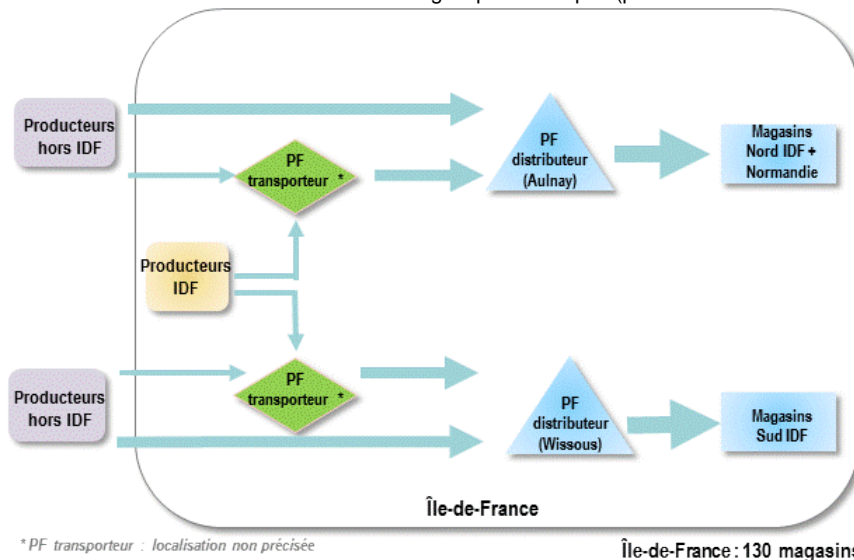 Producteurs
hors IDF
PF
transporteur *
PF
distributeur
(Aulnay)
Magasins
Nord IDF +
Normandie
Producteurs
IDF
Producteurs
hors IDF
PF
transporteur *
PF
distributeur
(Wissous)
Magasins
Sud IDF
Île-de-France
* PF transporteur : localisation non précisée
Île-de-France : 130 magasins